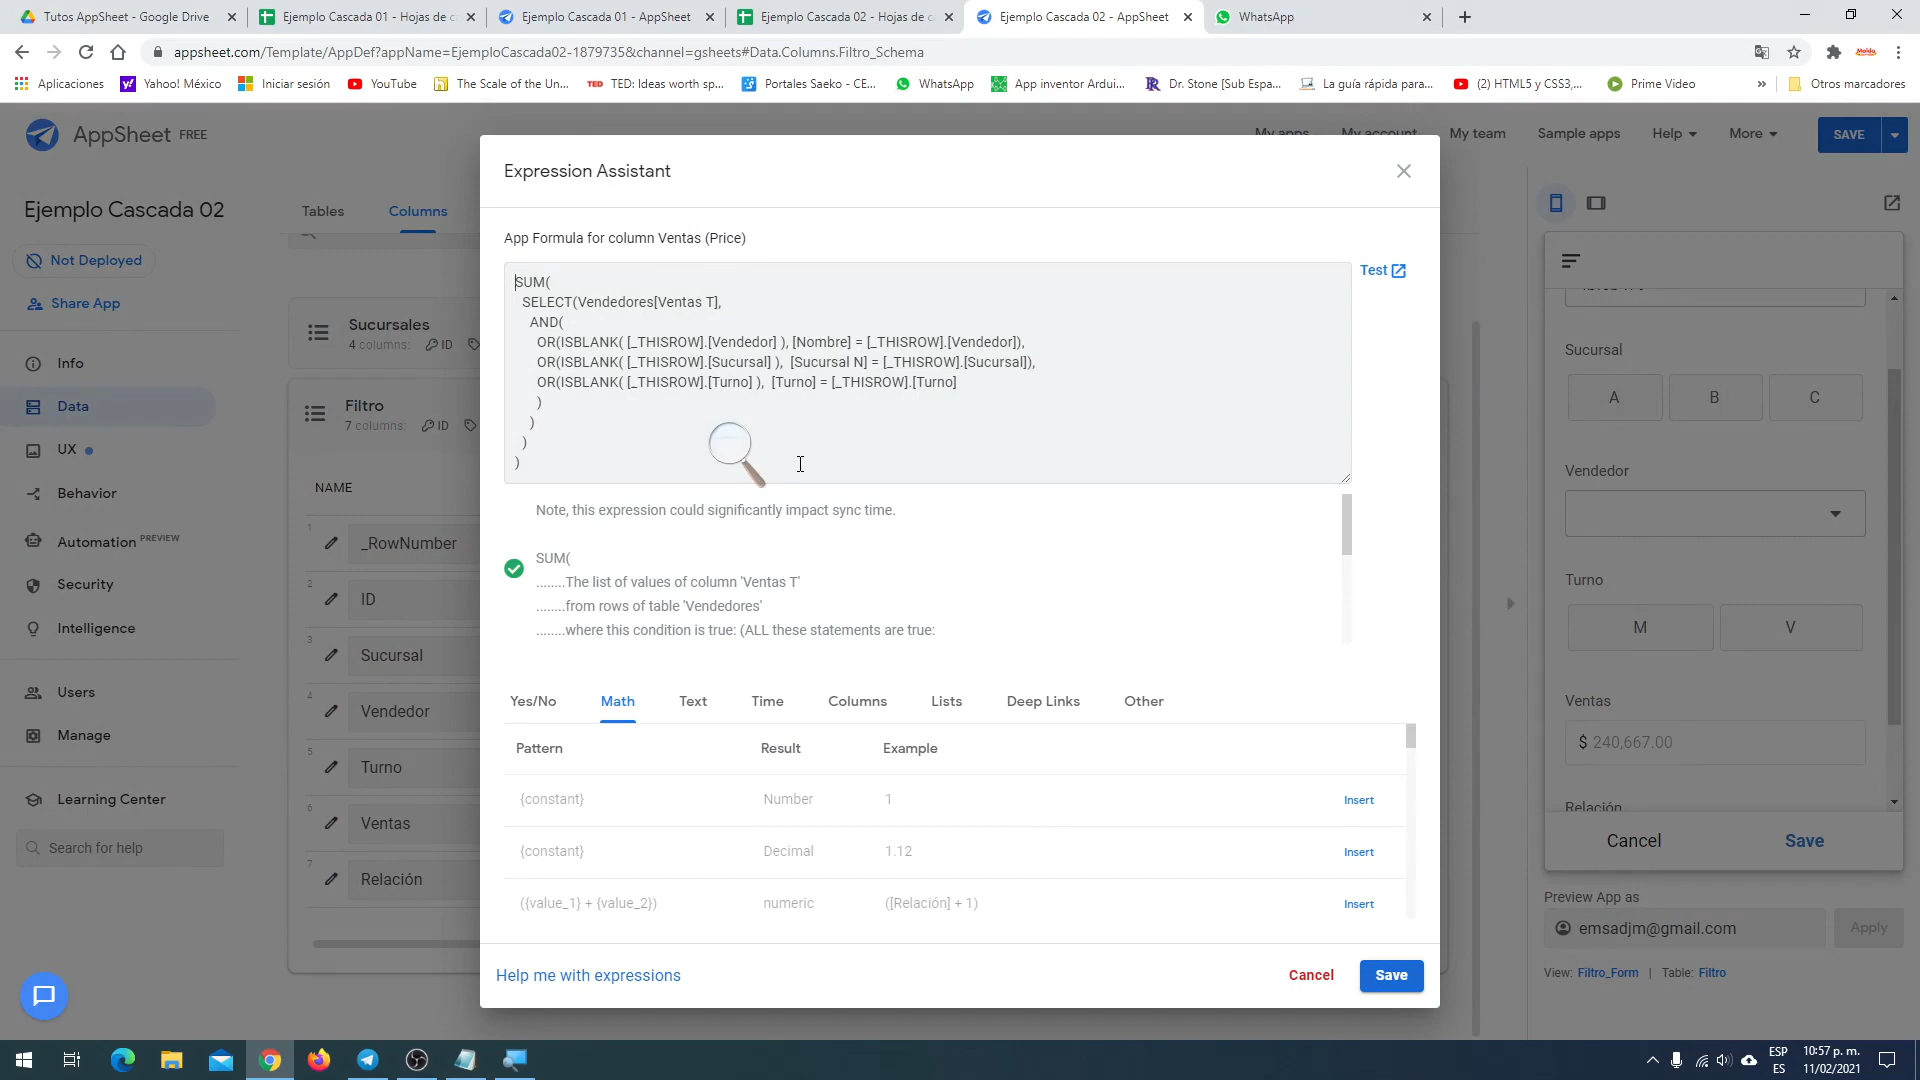 Tutos AppSheet - Google Drive
Ejemplo Cascada 01 - Hojas de c
Ejemplo Cascada 01 - AppSheet
Ejemplo Cascada 02 - Hojas de c
Ejemplo Cascada 02 - AppSheet
WhatsApp
appsheet.com/Template/AppDef?appName=EjemploCascada02-1879735&channel=gsheets#Data.Columns.Filtro_Schema
Aplicaciones
Yahoo! México
Iniciar sesión
YouTube
The Scale of the Un...
TED: Ideas worth sp...
Portales Saeko - CE...
WhatsApp
App inventor Ardui...
Dr. Stone [Sub Espa...
La guía rápida para...
(2) HTML5 y CSS3,...
Prime Video
»
Otros marcadores
AppSheet FREE
My apps
My account
My team
Sample apps
Help
More
SAVE
Ejemplo Cascada 02
Not Deployed
Share App
Info
Data
UX
Behavior
Automation PREVIEW
Security
Intelligence
Users
Manage
Learning Center
Search for help
Tables
Columns
Sucursales
4 columns: ID
Filtro
7 columns: ID
NAME
1 _RowNumber
2 ID
3 Sucursal
4 Vendedor
5 Turno
6 Ventas
7 Relación
Expression Assistant
App Formula for column Ventas (Price)
Test
SUM(
SELECT(Vendedores[Ventas T],
AND(
OR(ISBLANK( [_THISROW].[Vendedor] ), [Nombre] = [_THISROW].[Vendedor]),
OR(ISBLANK( [_THISROW].[Sucursal] ),  [Sucursal N] = [_THISROW].[Sucursal]),
OR(ISBLANK( [_THISROW].[Turno] ),  [Turno] = [_THISROW].[Turno]
)
)
)
)
Note, this expression could significantly impact sync time.
SUM(
........The list of values of column 'Ventas T'
........from rows of table 'Vendedores'
........where this condition is true: (ALL these statements are true:
Yes/No
Math
Text
Time
Columns
Lists
Deep Links
Other
Pattern
Result
Example
{constant}
Number
1
Insert
{constant}
Decimal
1.12
Insert
({value_1} + {value_2})
numeric
([Relación] + 1)
Insert
Help me with expressions
Cancel
Save
Sucursal
A
B
C
Vendedor
Turno
M
V
Ventas
$ 240,667.00
Relación
Cancel
Save
Preview App as
emsadjm@gmail.com
Apply
View: Filtro_Form | Table: Filtro
ESP
ES
10:57 p. m.
11/02/2021